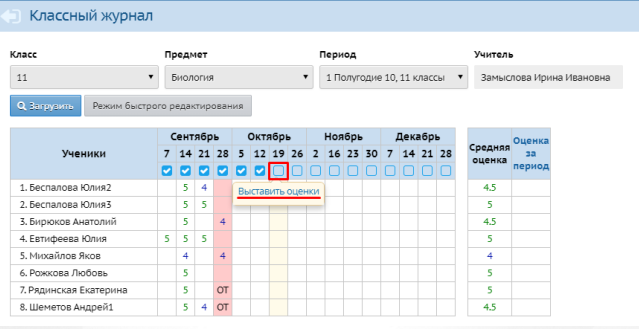 Классный журнал
Класс Предмет Период Учитель
11 Биология 1 Полугодие 10, 11 классы Замыслова Ирина Ивановна
Загрузить Режим быстрого редактирования
Ученики Сентябрь Октябрь Ноябрь Декабрь Средняя оценка Оценка за период
7 14 21 28 5 12 19 26 2 16 23 30 7 14 21 28
Выставить оценки
1. Беспалова Юлия2 5 4 4.5
2. Беспалова Юлия3 5 5 5
3. Бирюков Анатолий 5 4 4.5
4. Евтифеева Юлия 5 5 5 5
5. Михайлов Яков 4 4 4
6. Рожкова Любовь 5 5
7. Рядинская Екатерина 5 ОТ 5
8. Шеметов Андрей1 5 4 ОТ 4.5